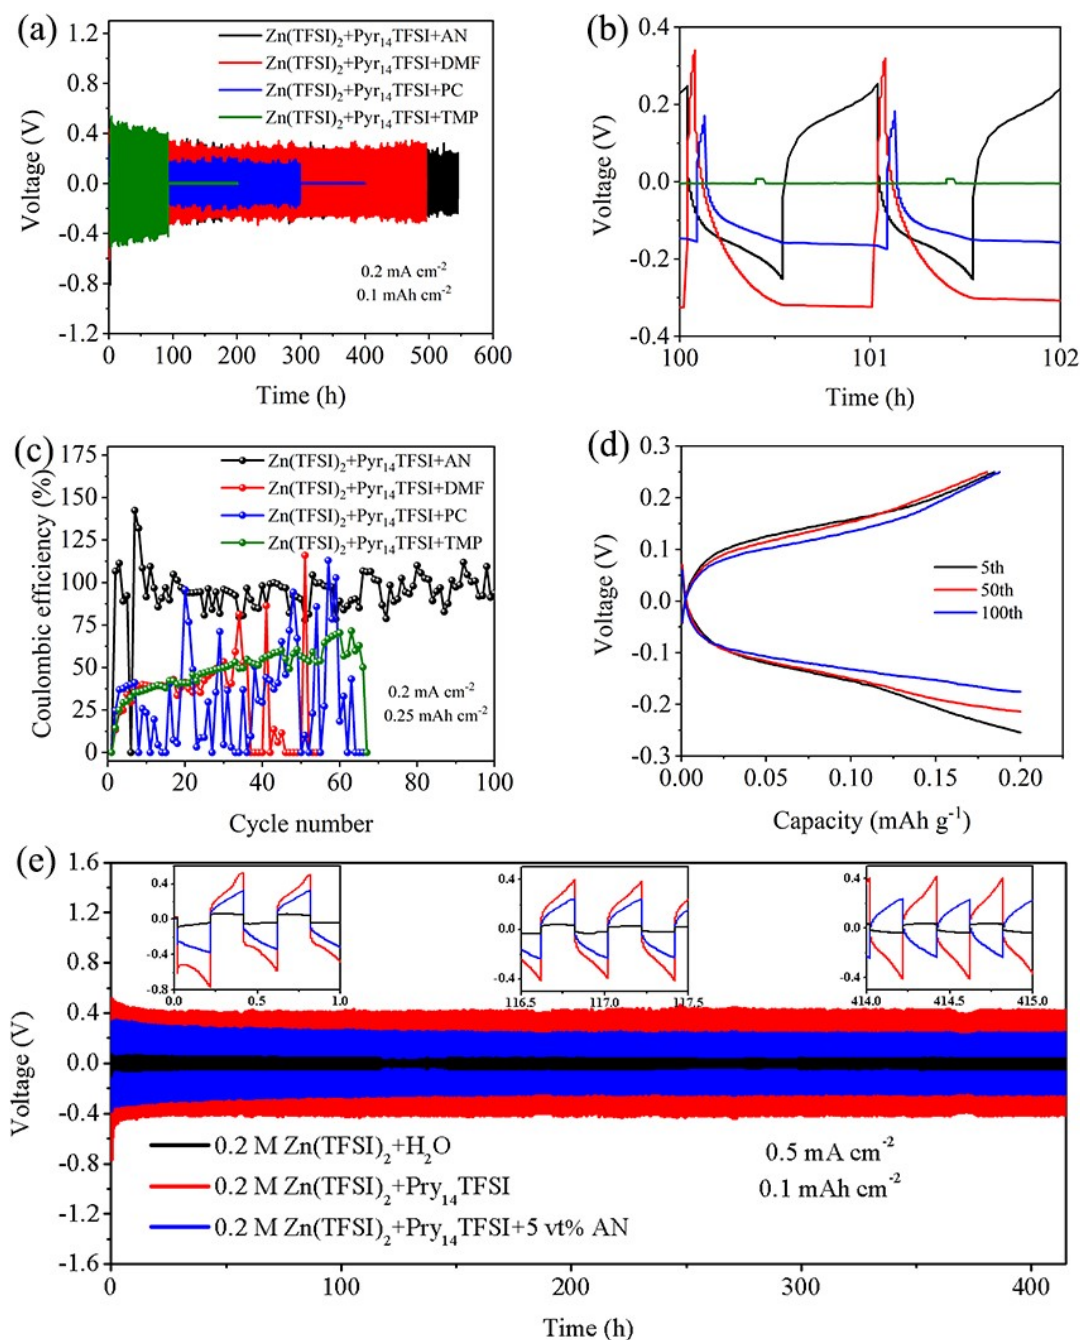 (a)
Zn(TFSI)₂+Pyr₁₄TFSI+AN
Zn(TFSI)₂+Pyr₁₄TFSI+DMF
Zn(TFSI)₂+Pyr₁₄TFSI+PC
Zn(TFSI)₂+Pyr₁₄TFSI+TMP
1.2
0.8
0.4
0.0
-0.4
-0.8
-1.2
Voltage (V)
0.2 mA cm⁻²
0.1 mAh cm⁻²
0 100 200 300 400 500 600
Time (h)
(b)
0.4
0.2
0.0
-0.2
-0.4
Voltage (V)
100 101 102
Time (h)
(c)
Zn(TFSI)₂+Pyr₁₄TFSI+AN
Zn(TFSI)₂+Pyr₁₄TFSI+DMF
Zn(TFSI)₂+Pyr₁₄TFSI+PC
Zn(TFSI)₂+Pyr₁₄TFSI+TMP
175
150
125
100
75
50
25
0
Coulombic efficiency (%)
0.2 mA cm⁻²
0.25 mAh cm⁻²
0 20 40 60 80 100
Cycle number
(d)
0.3
0.2
0.1
0.0
-0.1
-0.2
-0.3
Voltage (V)
5th
50th
100th
0.00 0.05 0.10 0.15 0.20
Capacity (mAh g⁻¹)
(e)
1.6
1.2
0.8
0.4
0.0
-0.4
-0.8
-1.2
-1.6
Voltage (V)
0.4
0.0
-0.4
-0.8
0.0 0.5 1.0
0.4
0.0
-0.4
116.5 117.0 117.5
0.4
0.0
-0.4
414.0 414.5 415.0
0.2 M Zn(TFSI)₂+H₂O
0.2 M Zn(TFSI)₂+Pry₁₄TFSI
0.2 M Zn(TFSI)₂+Pry₁₄TFSI+5 vt% AN
0.5 mA cm⁻²
0.1 mAh cm⁻²
0 100 200 300 400
Time (h)